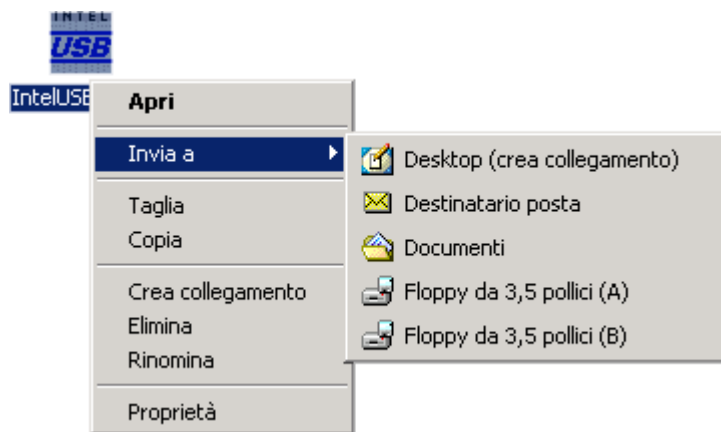 INTEL
USB
IntelUSB
Apri
Invia a
Taglia
Copia
Crea collegamento
Elimina
Rinomina
Proprietà
Desktop (crea collegamento)
Destinatario posta
Documenti
Floppy da 3,5 pollici (A)
Floppy da 3,5 pollici (B)